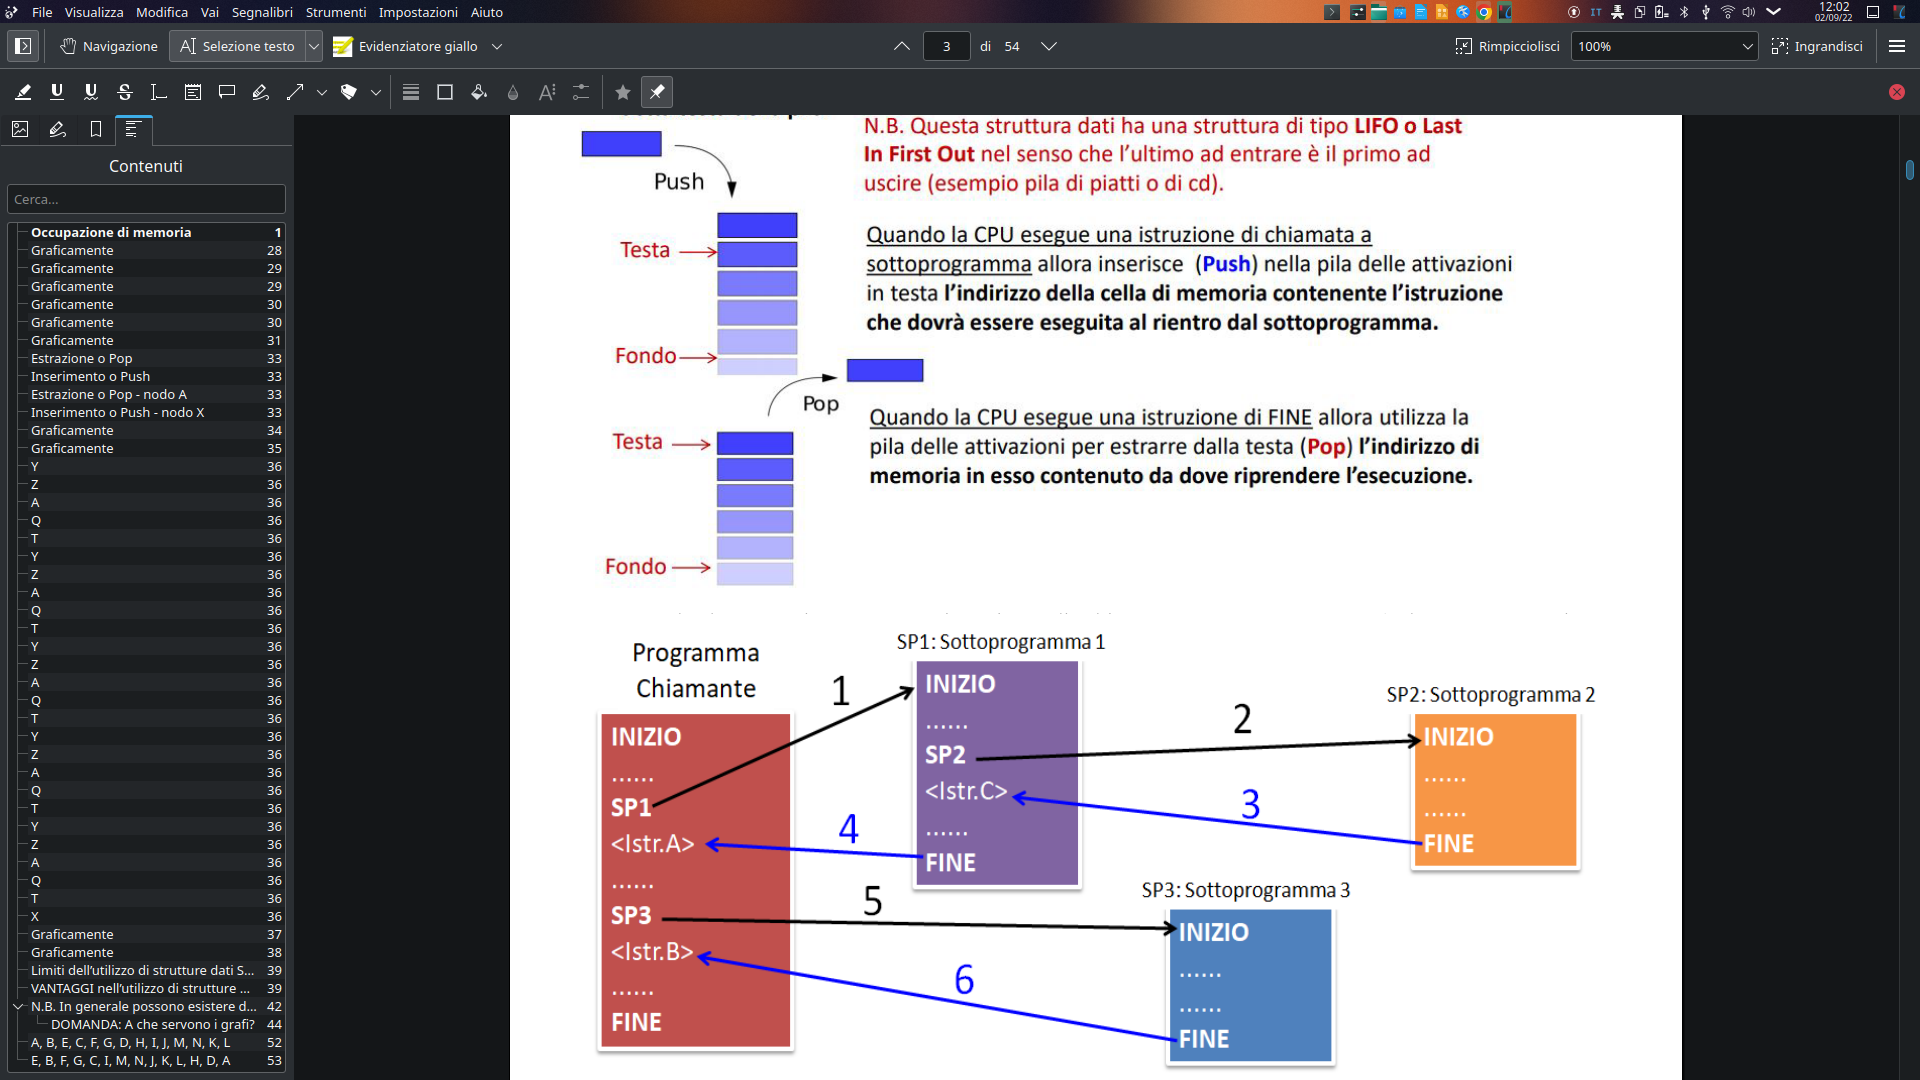 File Visualizza Modifica Vai Segnalibri Strumenti Impostazioni Aiuto
IT
12:02
02/09/22
Navigazione
Selezione testo
Evidenziatore giallo
3 di 54
Rimpicciolisci
100%
Ingrandisci
Contenuti
Cerca...
Occupazione di memoria 1
Graficamente 28
Graficamente 29
Graficamente 29
Graficamente 30
Graficamente 30
Graficamente 31
Estrazione o Pop 33
Inserimento o Push 33
Estrazione o Pop - nodo A 33
Inserimento o Push - nodo X 33
Graficamente 34
Graficamente 35
Y 36
Z 36
A 36
Q 36
T 36
Y 36
Z 36
A 36
Q 36
T 36
Y 36
Z 36
A 36
Q 36
T 36
Y 36
Z 36
A 36
Q 36
T 36
Y 36
Z 36
A 36
Q 36
T 36
X 36
Graficamente 37
Graficamente 38
Limiti dell'utilizzo di strutture dati S... 39
VANTAGGI nell'utilizzo di strutture ... 39
N.B. In generale possono esistere d... 42
DOMANDA: A che servono i grafi? 44
A, B, E, C, F, G, D, H, I, J, M, N, K, L 52
E, B, F, G, C, I, M, N, J, K, L, H, D, A 53
N.B. Questa struttura dati ha una struttura di tipo LIFO o Last
In First Out nel senso che l'ultimo ad entrare è il primo ad
uscire (esempio pila di piatti o di cd).
Push
Testa
Fondo
Quando la CPU esegue una istruzione di chiamata a
sottoprogramma allora inserisce (Push) nella pila delle attivazioni
in testa l'indirizzo della cella di memoria contenente l'istruzione
che dovrà essere eseguita al rientro dal sottoprogramma.
Pop
Testa
Fondo
Quando la CPU esegue una istruzione di FINE allora utilizza la
pila delle attivazioni per estrarre dalla testa (Pop) l'indirizzo di
memoria in esso contenuto da dove riprendere l'esecuzione.
Programma
Chiamante
INIZIO
......
SP1
<Istr.A>
......
SP3
<Istr.B>
......
FINE
1
4
5
6
SP1: Sottoprogramma 1
INIZIO
......
SP2
<Istr.C>
......
FINE
2
3
SP2: Sottoprogramma 2
INIZIO
......
......
FINE
SP3: Sottoprogramma 3
INIZIO
......
......
FINE